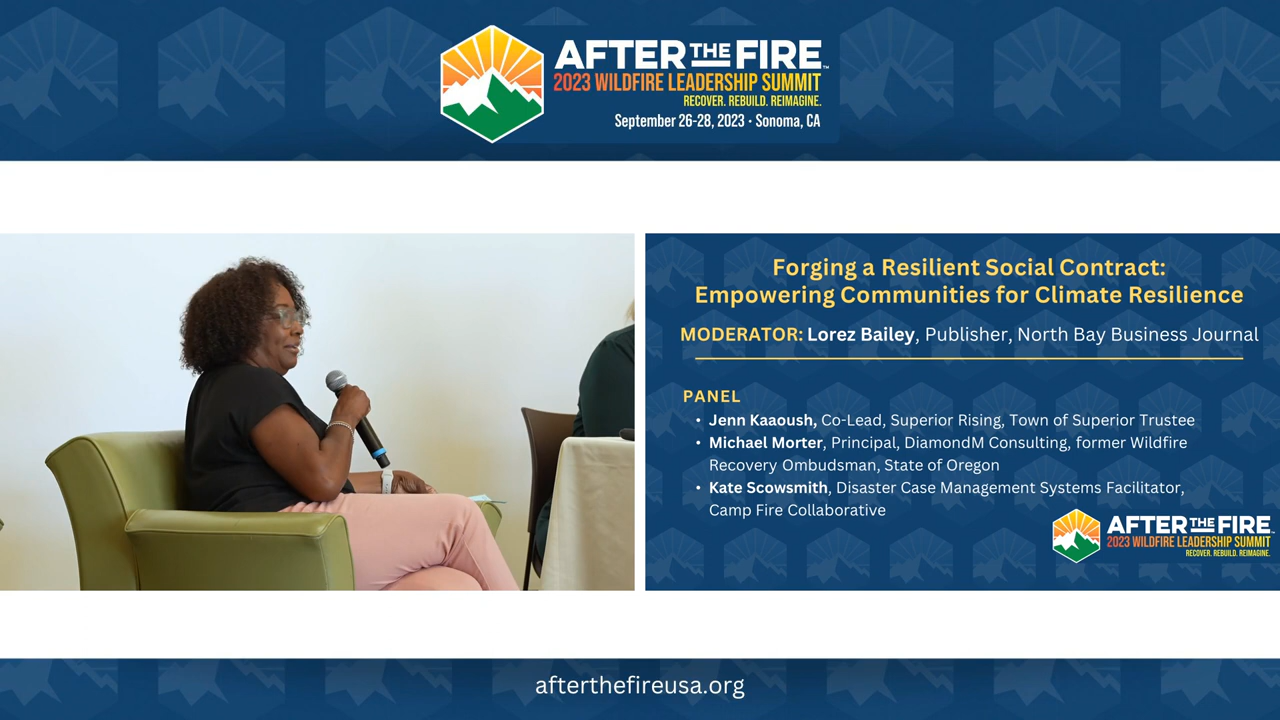 AFTER THE FIRE™
2023 WILDFIRE LEADERSHIP SUMMIT
RECOVER. REBUILD. REIMAGINE.
September 26-28, 2023 • Sonoma, CA
Forging a Resilient Social Contract:
Empowering Communities for Climate Resilience
MODERATOR: Lorez Bailey, Publisher, North Bay Business Journal
PANEL
• Jenn Kaaoush, Co-Lead, Superior Rising, Town of Superior Trustee
• Michael Morter, Principal, DiamondM Consulting, former Wildfire
Recovery Ombudsman, State of Oregon
• Kate Scowsmith, Disaster Case Management Systems Facilitator,
Camp Fire Collaborative
AFTER THE FIRE™
2023 WILDFIRE LEADERSHIP SUMMIT
RECOVER. REBUILD. REIMAGINE.
afterthefireusa.org